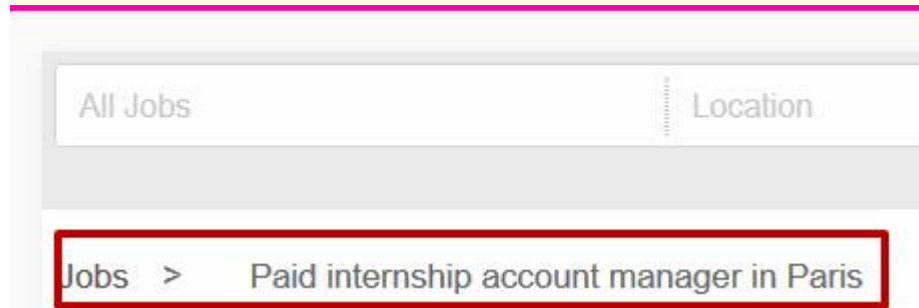 All Jobs Location
Jobs > Paid internship account manager in Paris